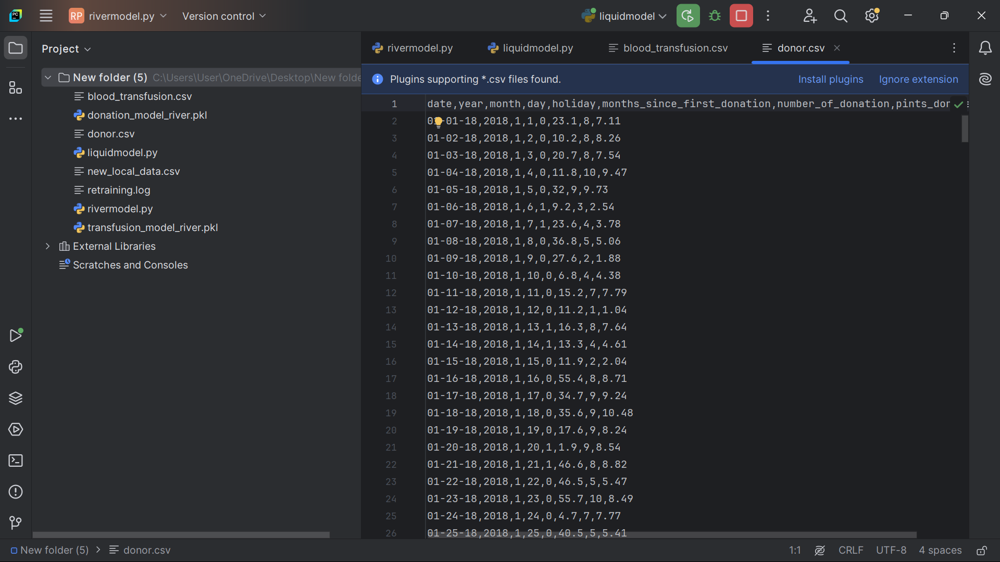 RP rivermodel.py Version control liquidmodel
Project
New folder (5) C:\Users\User\OneDrive\Desktop\New folde
blood_transfusion.csv
donation_model_river.pkl
donor.csv
liquidmodel.py
new_local_data.csv
retraining.log
rivermodel.py
transfusion_model_river.pkl
External Libraries
Scratches and Consoles
rivermodel.py liquidmodel.py blood_transfusion.csv donor.csv
Plugins supporting *.csv files found. Install plugins Ignore extension
1 date,year,month,day,holiday,months_since_first_donation,number_of_donation,pints_dor
2 01-01-18,2018,1,1,0,23.1,8,7.11
3 01-02-18,2018,1,2,0,10.2,8,8.26
4 01-03-18,2018,1,3,0,20.7,8,7.54
5 01-04-18,2018,1,4,0,11.8,10,9.47
6 01-05-18,2018,1,5,0,32,9,9.73
7 01-06-18,2018,1,6,1,9.2,3,2.54
8 01-07-18,2018,1,7,1,23.6,4,3.78
9 01-08-18,2018,1,8,0,36.8,5,5.06
10 01-09-18,2018,1,9,0,27.6,2,1.88
11 01-10-18,2018,1,10,0,6.8,4,4.38
12 01-11-18,2018,1,11,0,15.2,7,7.79
13 01-12-18,2018,1,12,0,11.2,1,1.04
14 01-13-18,2018,1,13,1,16.3,8,7.64
15 01-14-18,2018,1,14,1,13.3,4,4.61
16 01-15-18,2018,1,15,0,11.9,2,2.04
17 01-16-18,2018,1,16,0,55.4,8,8.71
18 01-17-18,2018,1,17,0,34.7,9,9.24
19 01-18-18,2018,1,18,0,35.6,9,10.48
20 01-19-18,2018,1,19,0,17.6,9,8.24
21 01-20-18,2018,1,20,1,1.9,9,8.54
22 01-21-18,2018,1,21,1,46.6,8,8.82
23 01-22-18,2018,1,22,0,46.5,5,5.47
24 01-23-18,2018,1,23,0,55.7,10,8.49
25 01-24-18,2018,1,24,0,4.7,7,7.77
26 01-25-18,2018,1,25,0,40.5,5,5.41
New folder (5) donor.csv 1:1 CRLF UTF-8 4 spaces